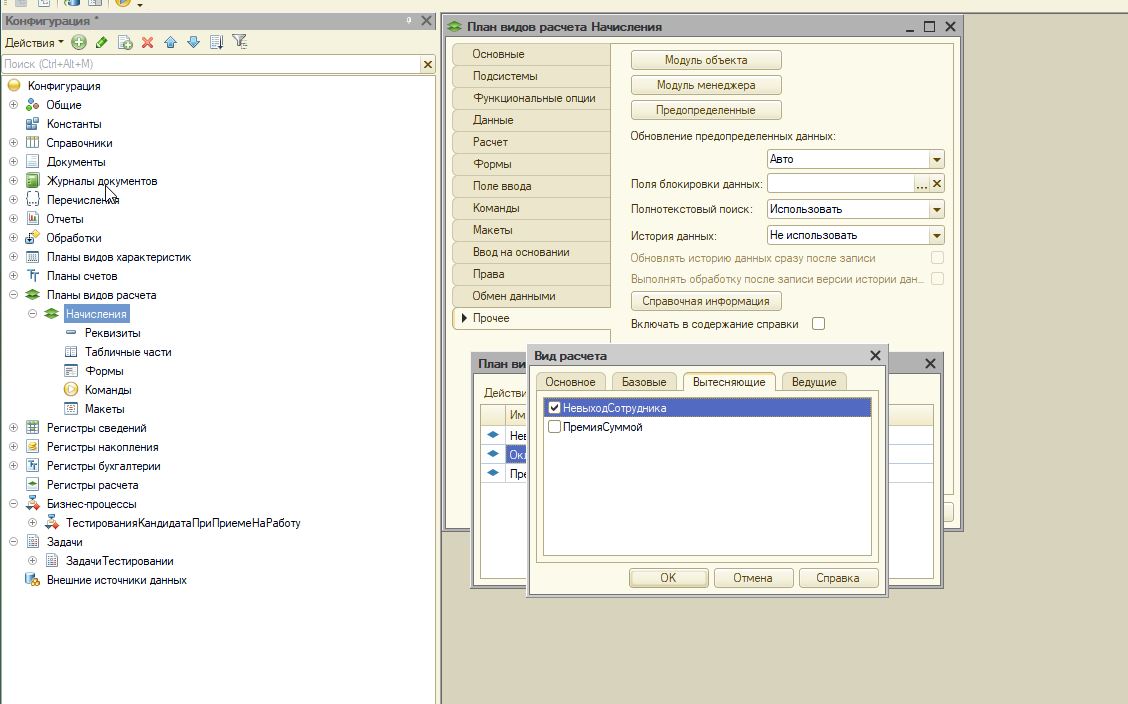 Конфигурация *
Действия
Поиск (Ctrl+Alt+M)
Конфигурация
Общие
Константы
Справочники
Документы
Журналы документов
Перечисления
Отчеты
Обработки
Планы видов характеристик
Планы счетов
Планы видов расчета
Начисления
Реквизиты
Табличные части
Формы
Команды
Макеты
Регистры сведений
Регистры накопления
Регистры бухгалтерии
Регистры расчета
Бизнес-процессы
ТестированияКандидатаПриПриемеНаРаботу
Задачи
ЗадачиТестировании
Внешние источники данных
План видов расчета Начисления
Основные
Подсистемы
Функциональные опции
Данные
Расчет
Формы
Поле ввода
Команды
Макеты
Ввод на основании
Права
Обмен данными
Прочее
Модуль объекта
Модуль менеджера
Предопределенные
Обновление предопределенных данных:
Авто
Поля блокировки данных:
...
Полнотекстовый поиск: Использовать
История данных: Не использовать
Обновлять историю данных сразу после записи
Выполнять обработку после записи версии истории дан...
Справочная информация
Включать в содержание справки
План ви
Действи
Им
Нев
Окл
Пре
Вид расчета
Основное Базовые Вытесняющие Ведущие
НевыходСотрудника
ПремияСуммой
OK Отмена Справка